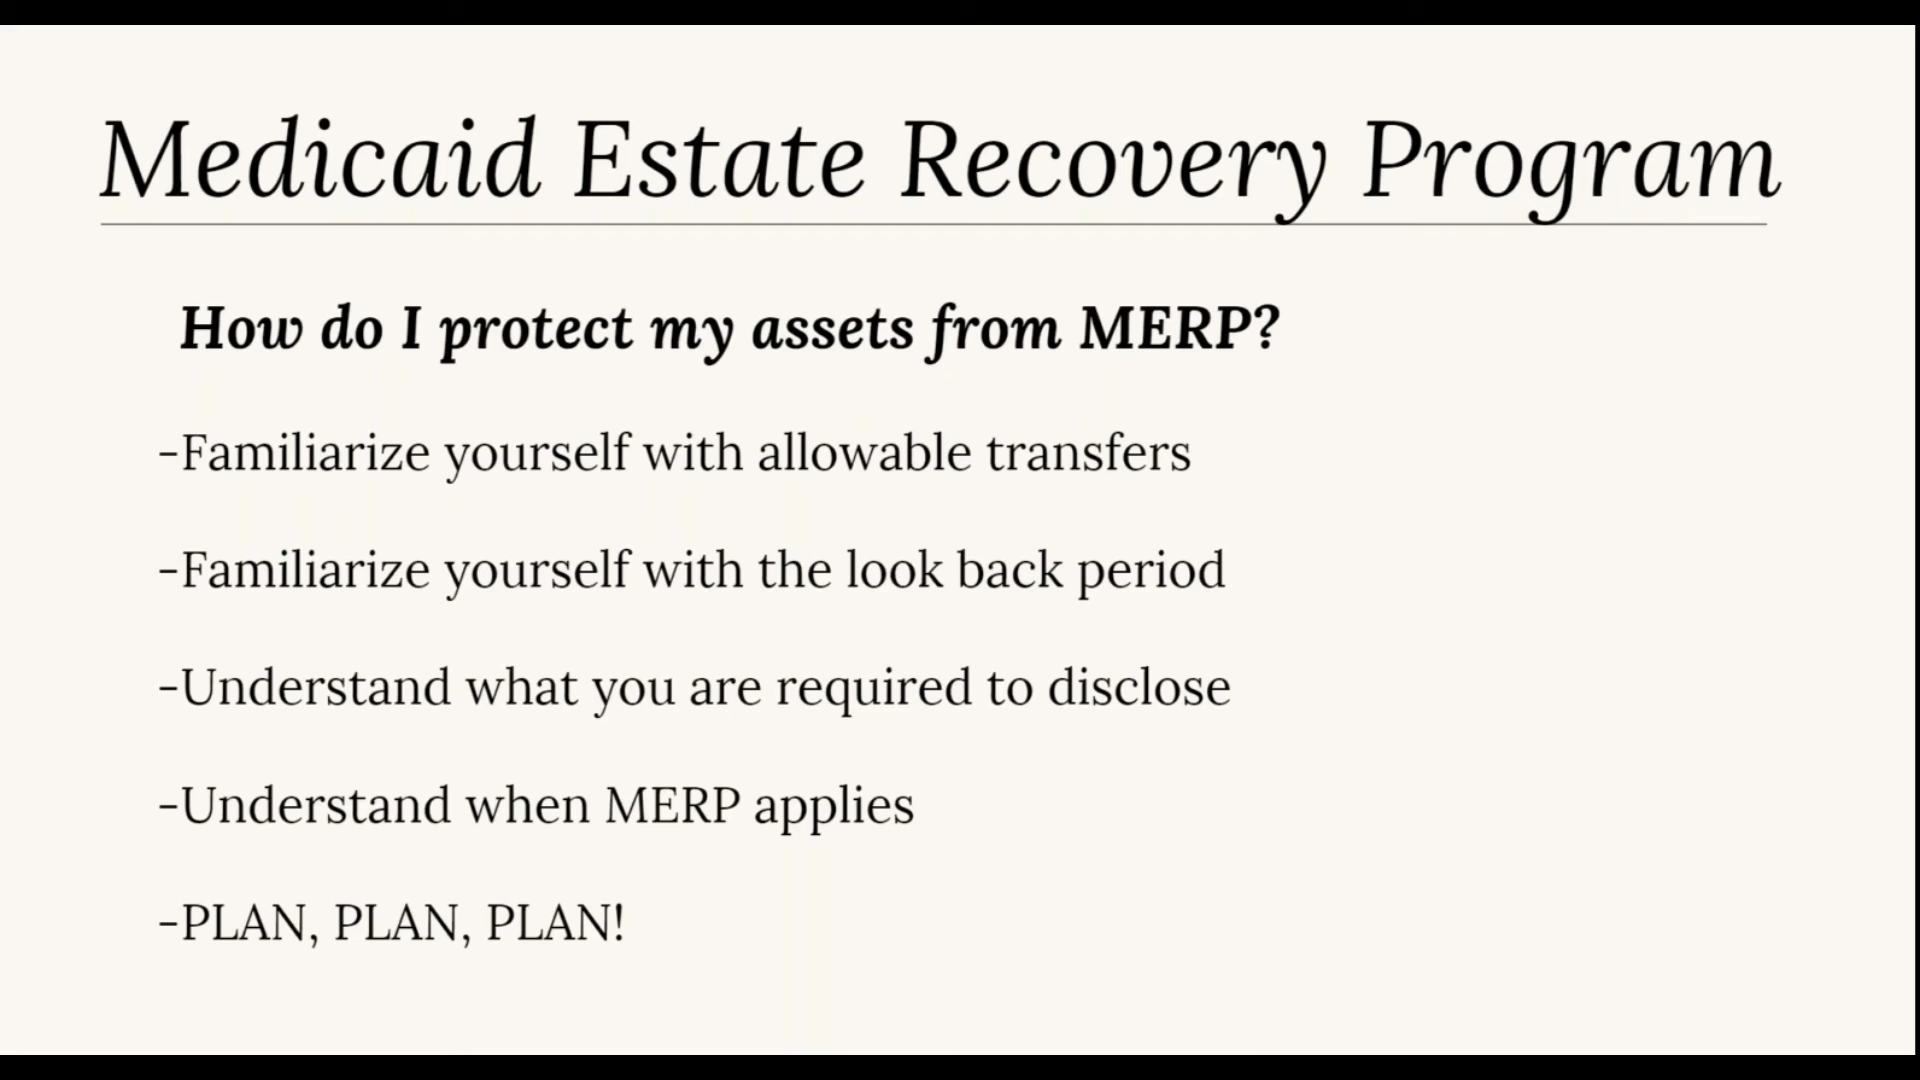 Medicaid Estate Recovery Program
How do I protect my assets from MERP?
-Familiarize yourself with allowable transfers
-Familiarize yourself with the look back period
-Understand what you are required to disclose
-Understand when MERP applies
-PLAN, PLAN, PLAN!